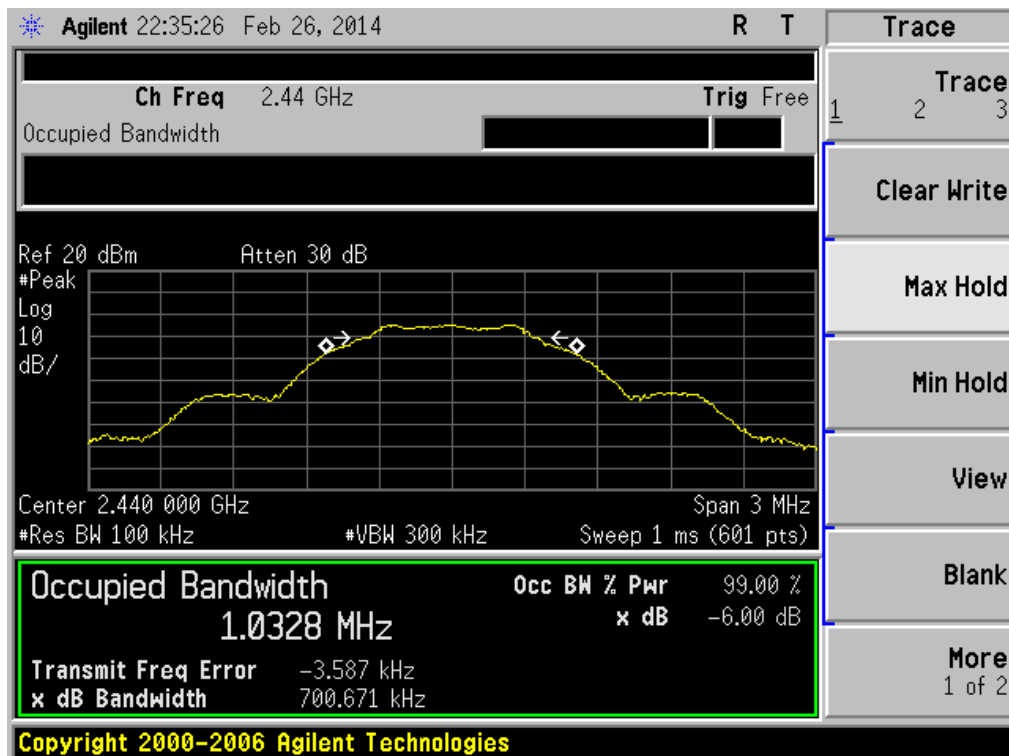 Agilent 22:35:26 Feb 26, 2014 R T
Ch Freq 2.44 GHz Trig Free
Occupied Bandwidth
Ref 20 dBm Atten 30 dB
#Peak
Log
10
dB/
Center 2.440 000 GHz Span 3 MHz
#Res BW 100 kHz #VBW 300 kHz Sweep 1 ms (601 pts)
Occupied Bandwidth
1.0328 MHz
Occ BW % Pwr 99.00 %
x dB -6.00 dB
Transmit Freq Error -3.587 kHz
x dB Bandwidth 700.671 kHz
Copyright 2000-2006 Agilent Technologies
Trace
Trace
1 2 3
Clear Write
Max Hold
Min Hold
View
Blank
More
1 of 2